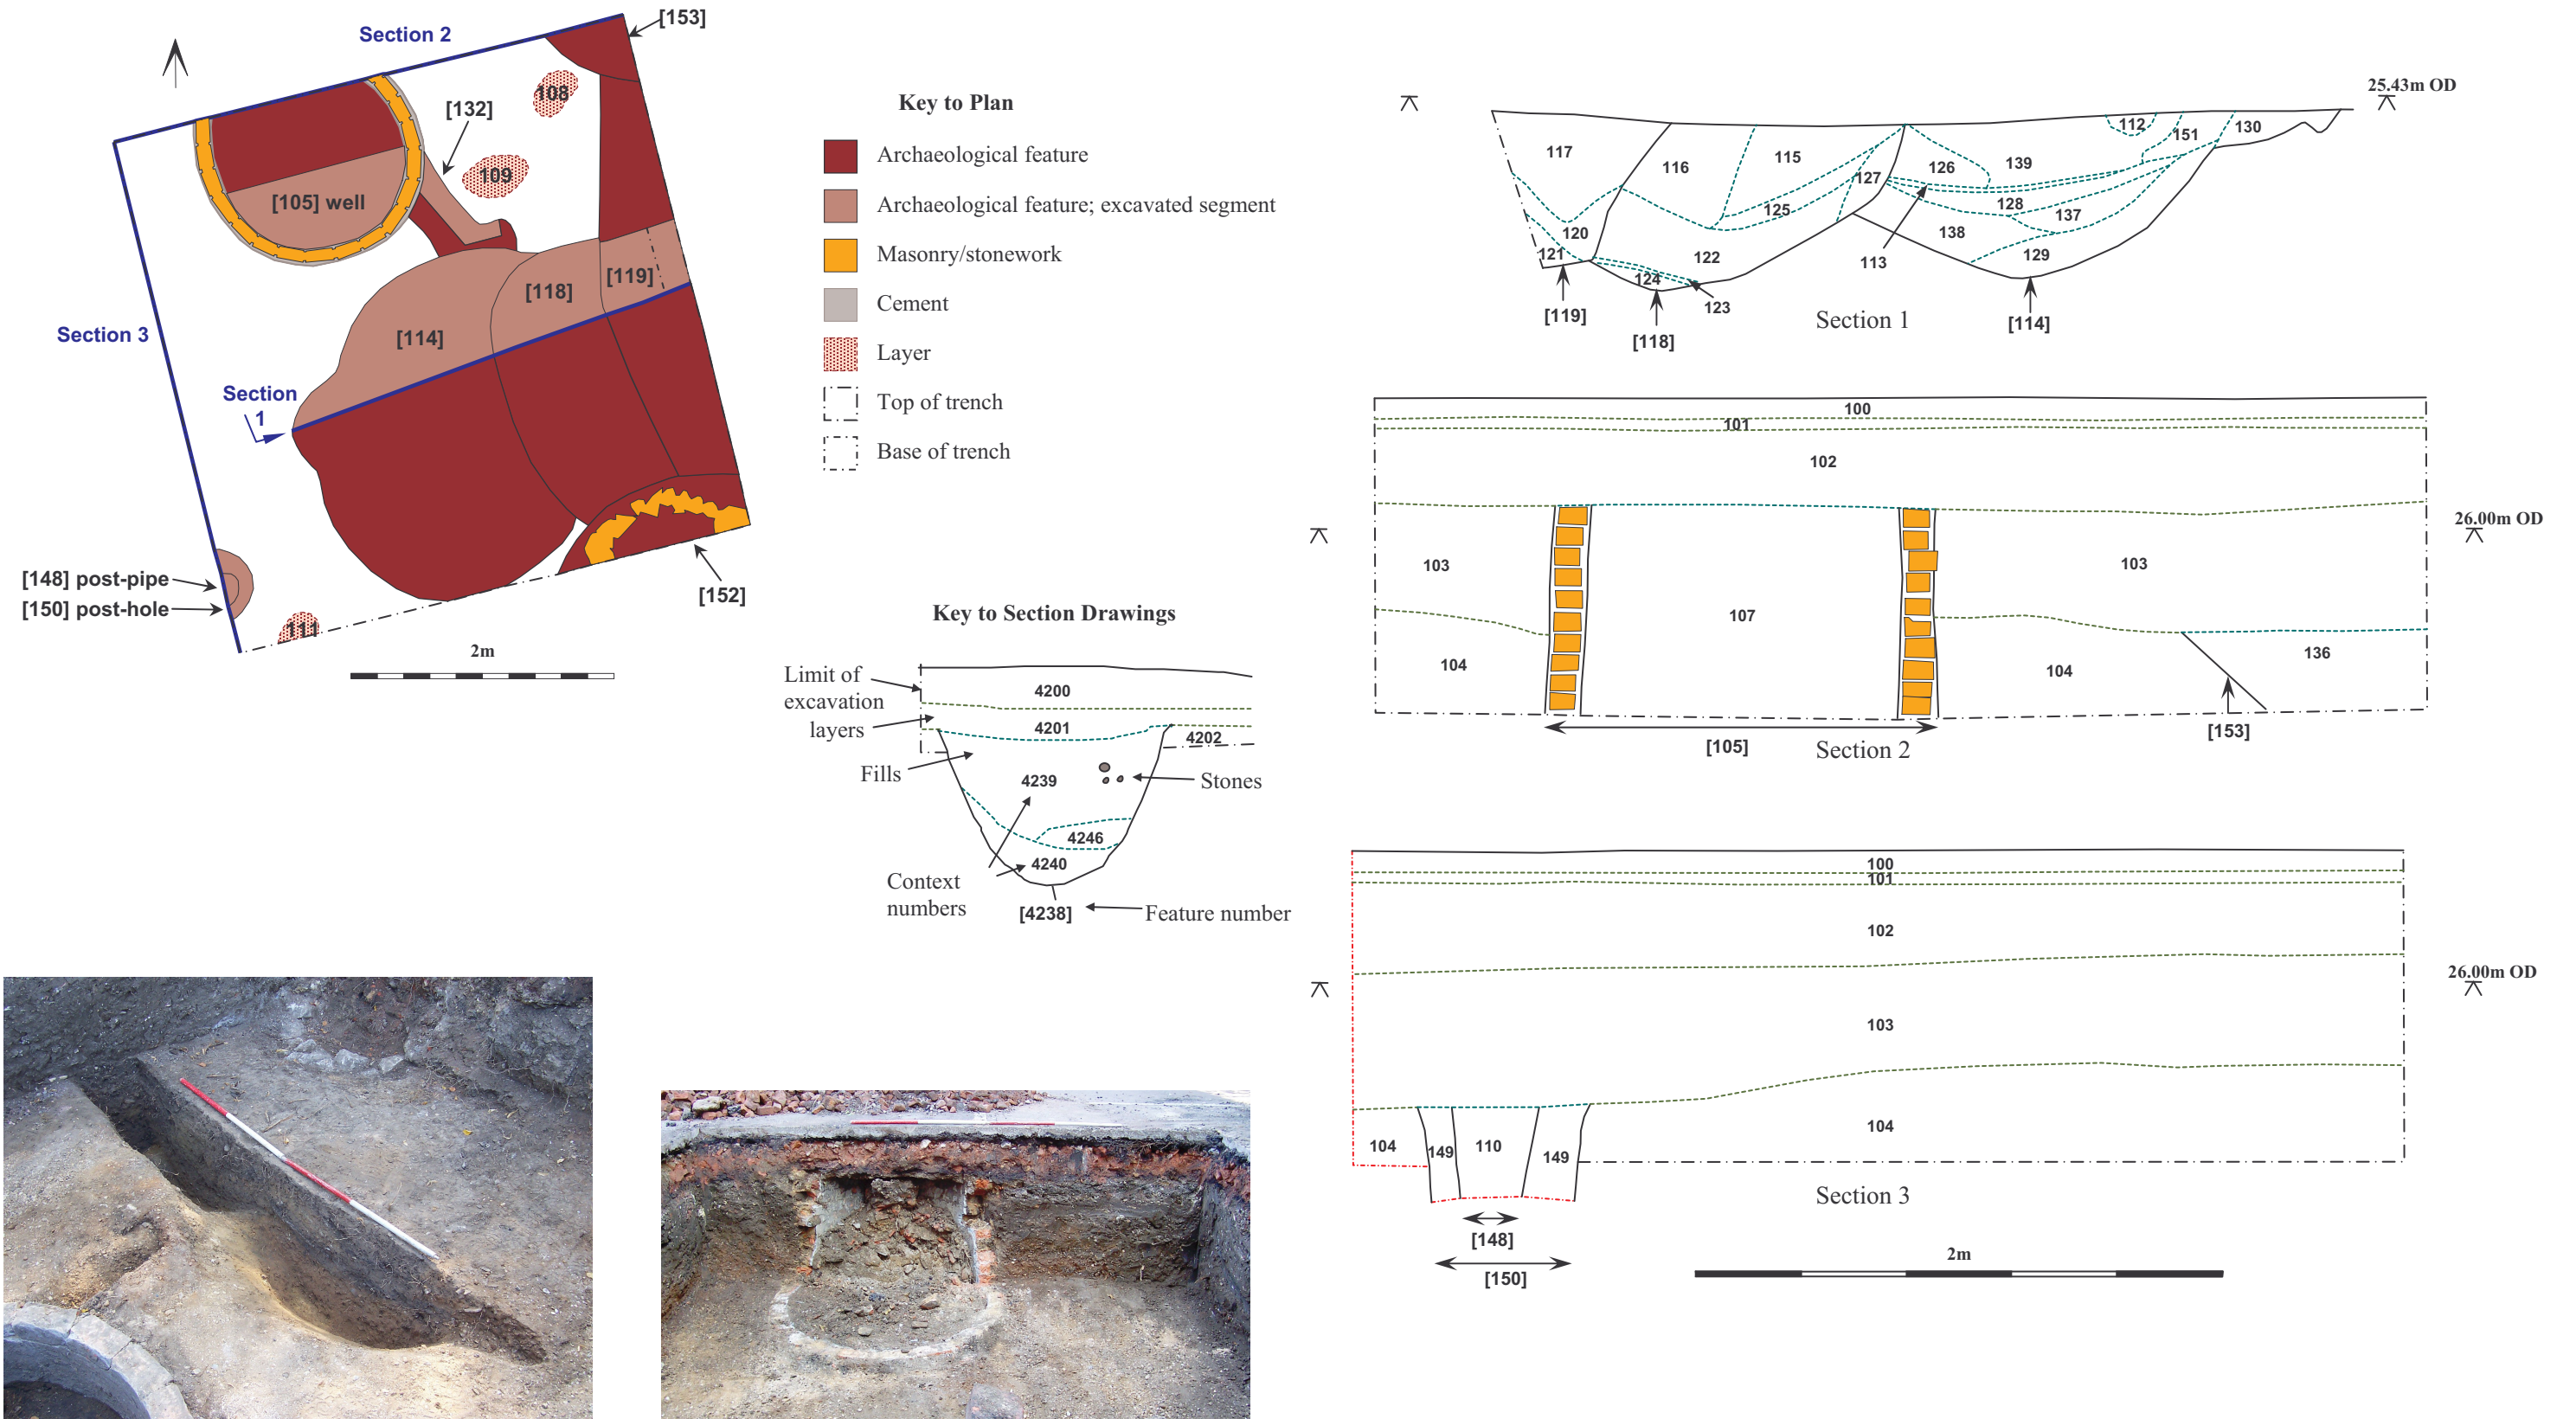 Section 2
[153]
[132]
108
109
[105] well
[119]
[118]
[114]
Section 3
Section
1
[148] post-pipe
[150] post-hole
111
[152]
2m
Key to Plan
Archaeological feature
Archaeological feature; excavated segment
Masonry/stonework
Cement
Layer
Top of trench
Base of trench
Key to Section Drawings
Limit of
excavation
layers
Fills
4200
4201
4202
4239
Stones
4246
4240
Context
numbers
[4238]
Feature number
25.43m OD
117
116
115
112
151
130
126
139
127
125
128
137
120
138
121
122
129
124
113
123
[119]
[118]
[114]
Section 1
100
101
102
26.00m OD
103
103
107
104
104
136
[105]
Section 2
[153]
100
101
102
26.00m OD
103
104
104
149
110
149
Section 3
[148]
[150]
2m